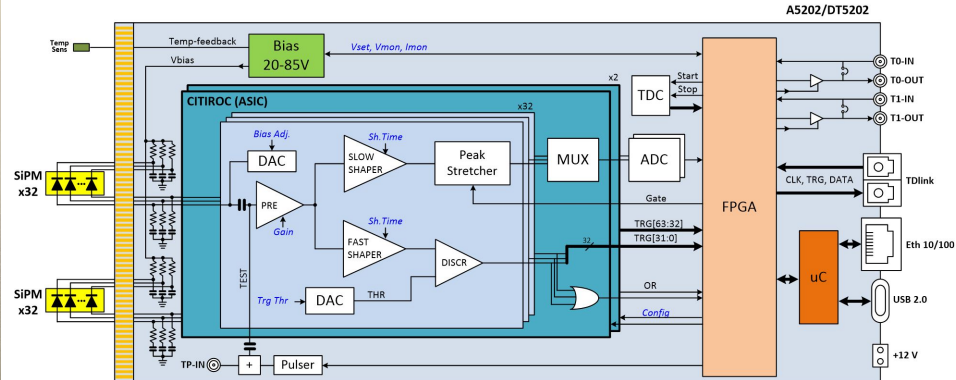 A5202/DT5202
Temp
Sens
Temp-feedback
Vbias
Bias
20-85V
Vset, Vmon, Imon
x2
CITIROC (ASIC)
x32
TDC
Start
Stop
T0-IN
T0-OUT
T1-IN
T1-OUT
Bias Adj.
DAC
Sh.Time
SLOW
SHAPER
Peak
Stretcher
MUX
ADC
FPGA
CLK, TRG, DATA
TDlink
SiPM
x32
PRE
Gain
Gate
Sh.Time
FAST
SHAPER
DISCR
TRG[63:32]
TRG[31:0]
32
uC
Eth 10/100
TEST
Trg Thr
DAC
THR
OR
Config
SiPM
x32
USB 2.0
TP-IN
+
Pulser
+12 V